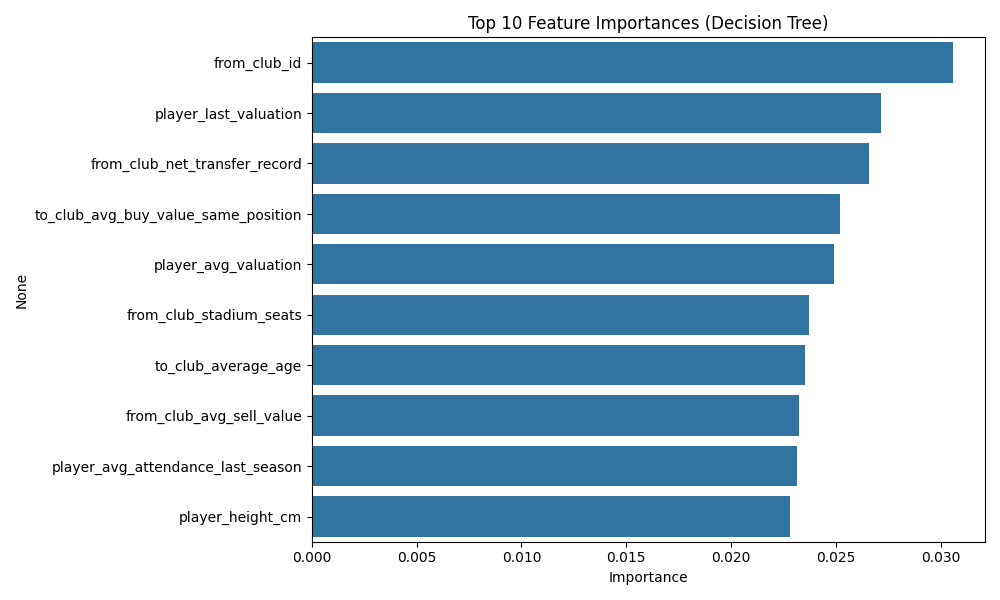 Top 10 Feature Importances (Decision Tree)
from_club_id
player_last_valuation
from_club_net_transfer_record
to_club_avg_buy_value_same_position
player_avg_valuation
from_club_stadium_seats
to_club_average_age
from_club_avg_sell_value
player_avg_attendance_last_season
player_height_cm
None
0.000 0.005 0.010 0.015 0.020 0.025 0.030
Importance